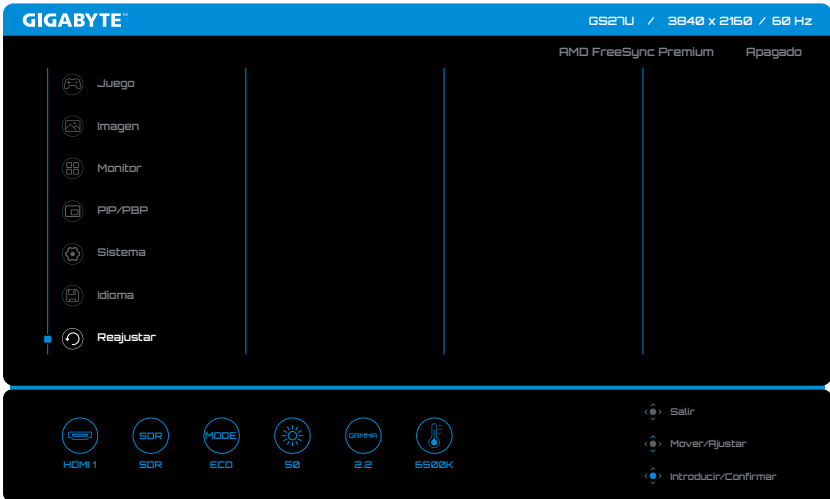 GIGABYTE™
GS27U / 3840 x 2160 / 60 Hz
AMD FreeSync Premium Apagado
Juego
Imagen
Monitor
PIP/PBP
Sistema
Idioma
Reajustar
SDR MODE GAMMA
HDMI 1 SDR ECO 50 2.2 6500K
Salir
Mover/Ajustar
Introducir/Confirmar